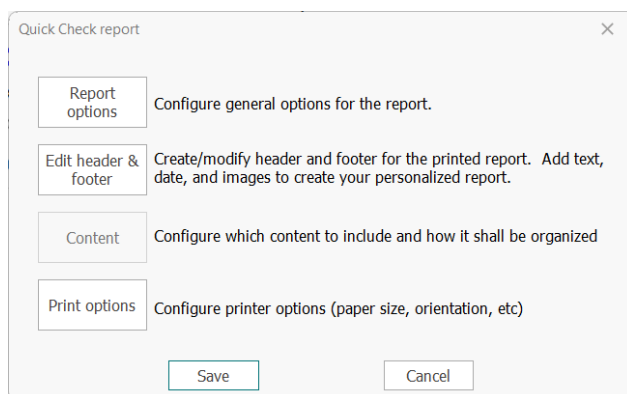 Quick Check report
Report
options
Configure general options for the report.
Edit header &
footer
Create/modify header and footer for the printed report.  Add text,
date, and images to create your personalized report.
Content
Configure which content to include and how it shall be organized
Print options
Configure printer options (paper size, orientation, etc)
Save
Cancel